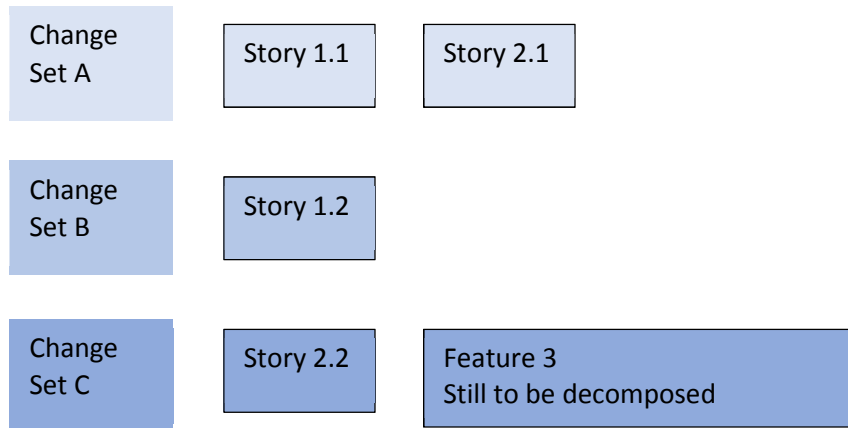 Change
Set A
Story 1.1
Story 2.1
Change
Set B
Story 1.2
Change
Set C
Story 2.2
Feature 3
Still to be decomposed